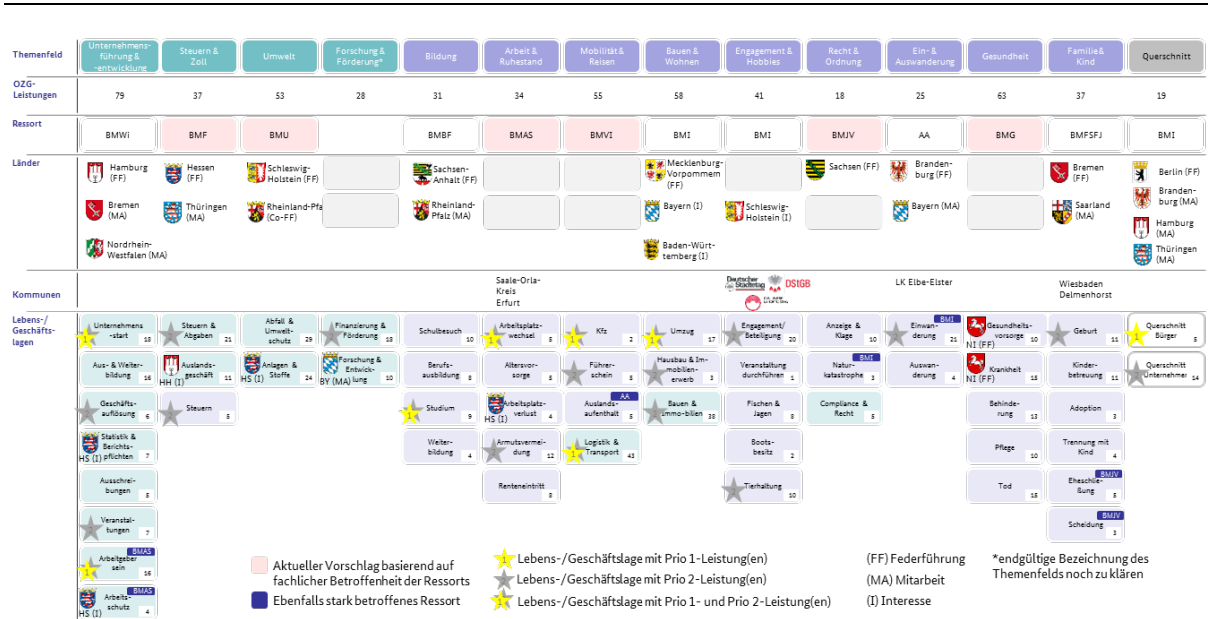 Themenfeld
Unternehmens-
führung &
-entwicklung
Steuern &
Zoll
Umwelt
Forschung &
Förderung*
Bildung
Arbeit &
Ruhestand
Mobilität &
Reisen
Bauen &
Wohnen
Engagement &
Hobbies
Recht &
Ordnung
Ein- &
Auswanderung
Gesundheit
Familie &
Kind
Querschnitt
OZG-
Leistungen
79 37 53 28 31 34 55 58 41 18 25 63 37 19
Ressort
BMWi BMF BMU BMBF BMAS BMVI BMI BMI BMJV AA BMG BMFSFJ BMI
Länder
Hamburg
(FF)
Bremen
(MA)
Nordrhein-
Westfalen (MA)
Hessen
(FF)
Thüringen
(MA)
Schleswig-
Holstein (FF)
Rheinland-Pfa
(Co-FF)
Sachsen-
Anhalt (FF)
Rheinland-
Pfalz (MA)
Mecklenburg-
Vorpommern
(FF)
Bayern (I)
Baden-Würt-
temberg (I)
Schleswig-
Holstein (I)
Sachsen (FF)
Branden-
burg (FF)
Bayern (MA)
Bremen
(FF)
Saarland
(MA)
Berlin (FF)
Branden-
burg (MA)
Hamburg
(MA)
Thüringen
(MA)
Kommunen
Saale-Orla-
Kreis
Erfurt
Deutscher
Städtetag
DStGB
LK Elbe-Elster
Wiesbaden
Delmenhorst
Lebens-/
Geschäfts-
lagen
1 Unternehmens
-start 18
Aus- & Weiter-
bildung 16
Geschäfts-
auflösung 6
Statistik &
Berichts-
pflichten 7
HS (I)
Ausschrei-
bungen 5
Veranstal-
tungen 7
BMAS
1 Arbeitgeber
sein 16
BMAS
Arbeits-
schutz 4
HS (I)
Steuern &
Abgaben 21
Auslands-
geschäft 11
HH (I)
Steuern 5
Abfall &
Umwelt-
schutz 29
Anlagen &
Stoffe 24
HS (I)
Finanzierung &
Förderung 18
Forschung &
Entwick-
lung 10
BY (MA)
Schulbesuch 10
Berufs-
ausbildung 8
1 Studium 9
Weiter-
bildung 4
1 Arbeitsplatz-
wechsel 5
Altersvor-
sorge 5
Arbeitsplatz-
verlust 4
HS (I)
Armutsvermei-
dung 12
Renteneintritt 8
1 Kfz 2
Führer-
schein 5
AA
Auslands-
aufenthalt 5
1 Logistik &
Transport 43
1 Umzug 17
Hausbau & Im-
mobilien-
erwerb 3
Bauen &
Immo-bilien 38
Engagement/
Beteiligung 20
Veranstaltung
durchführen 1
Fischen &
Jagen 8
Boots-
besitz 2
Tierhaltung 10
Anzeige &
Klage 10
BMI
Natur-
katastrophe 3
Compliance &
Recht 5
BMI
Einwan-
derung 21
Auswan-
derung 4
Gesundheits-
vorsorge 10
NI (FF)
Krankheit 15
NI (FF)
Behinde-
rung 13
Pflege 10
Tod 15
Geburt 11
Kinder-
betreuung 11
Adoption 3
Trennung mit
Kind 4
BMJV
Eheschlie-
ßung 5
BMJV
Scheidung 3
1 Querschnitt
Bürger 5
Querschnitt
Unternehmer 14
Aktueller Vorschlag basierend auf
fachlicher Betroffenheit der Ressorts
Ebenfalls stark betroffenes Ressort
1 Lebens-/Geschäftslage mit Prio 1-Leistung(en)
Lebens-/Geschäftslage mit Prio 2-Leistung(en)
1 Lebens-/Geschäftslage mit Prio 1- und Prio 2-Leistung(en)
(FF) Federführung
(MA) Mitarbeit
(I) Interesse
*endgültige Bezeichnung des
Themenfelds noch zu klären